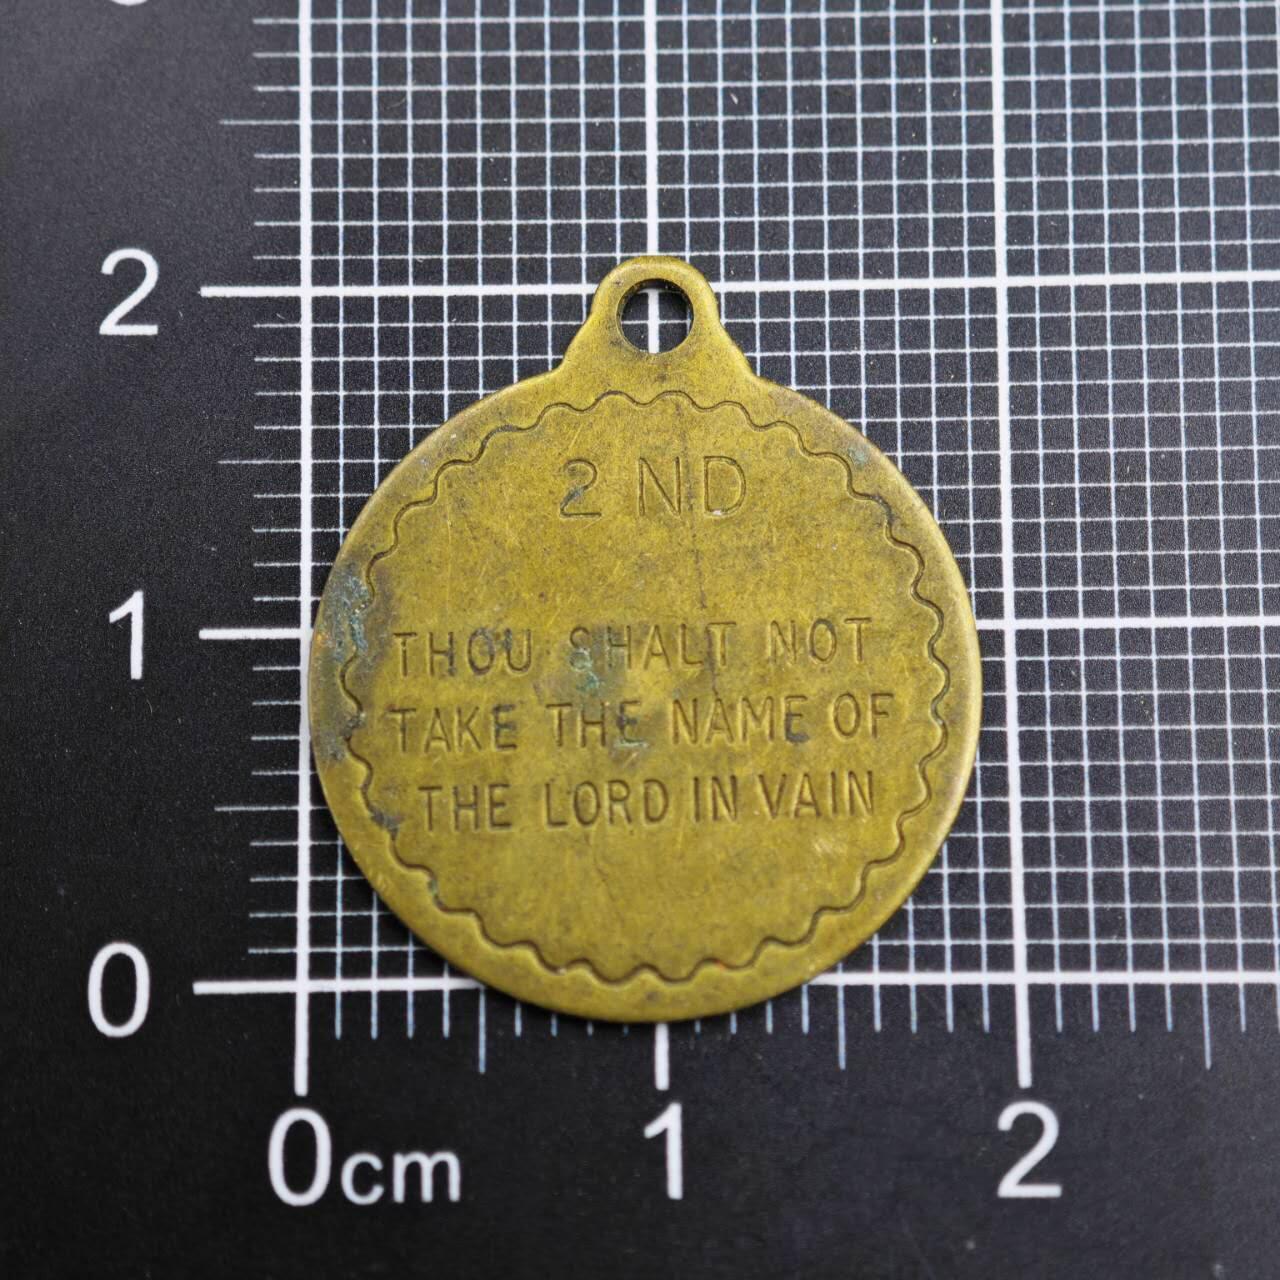 2
2 ND
1
THOU SHALT NOT
TAKE THE NAME OF
THE LORD IN VAIN
0
0cm 1 2